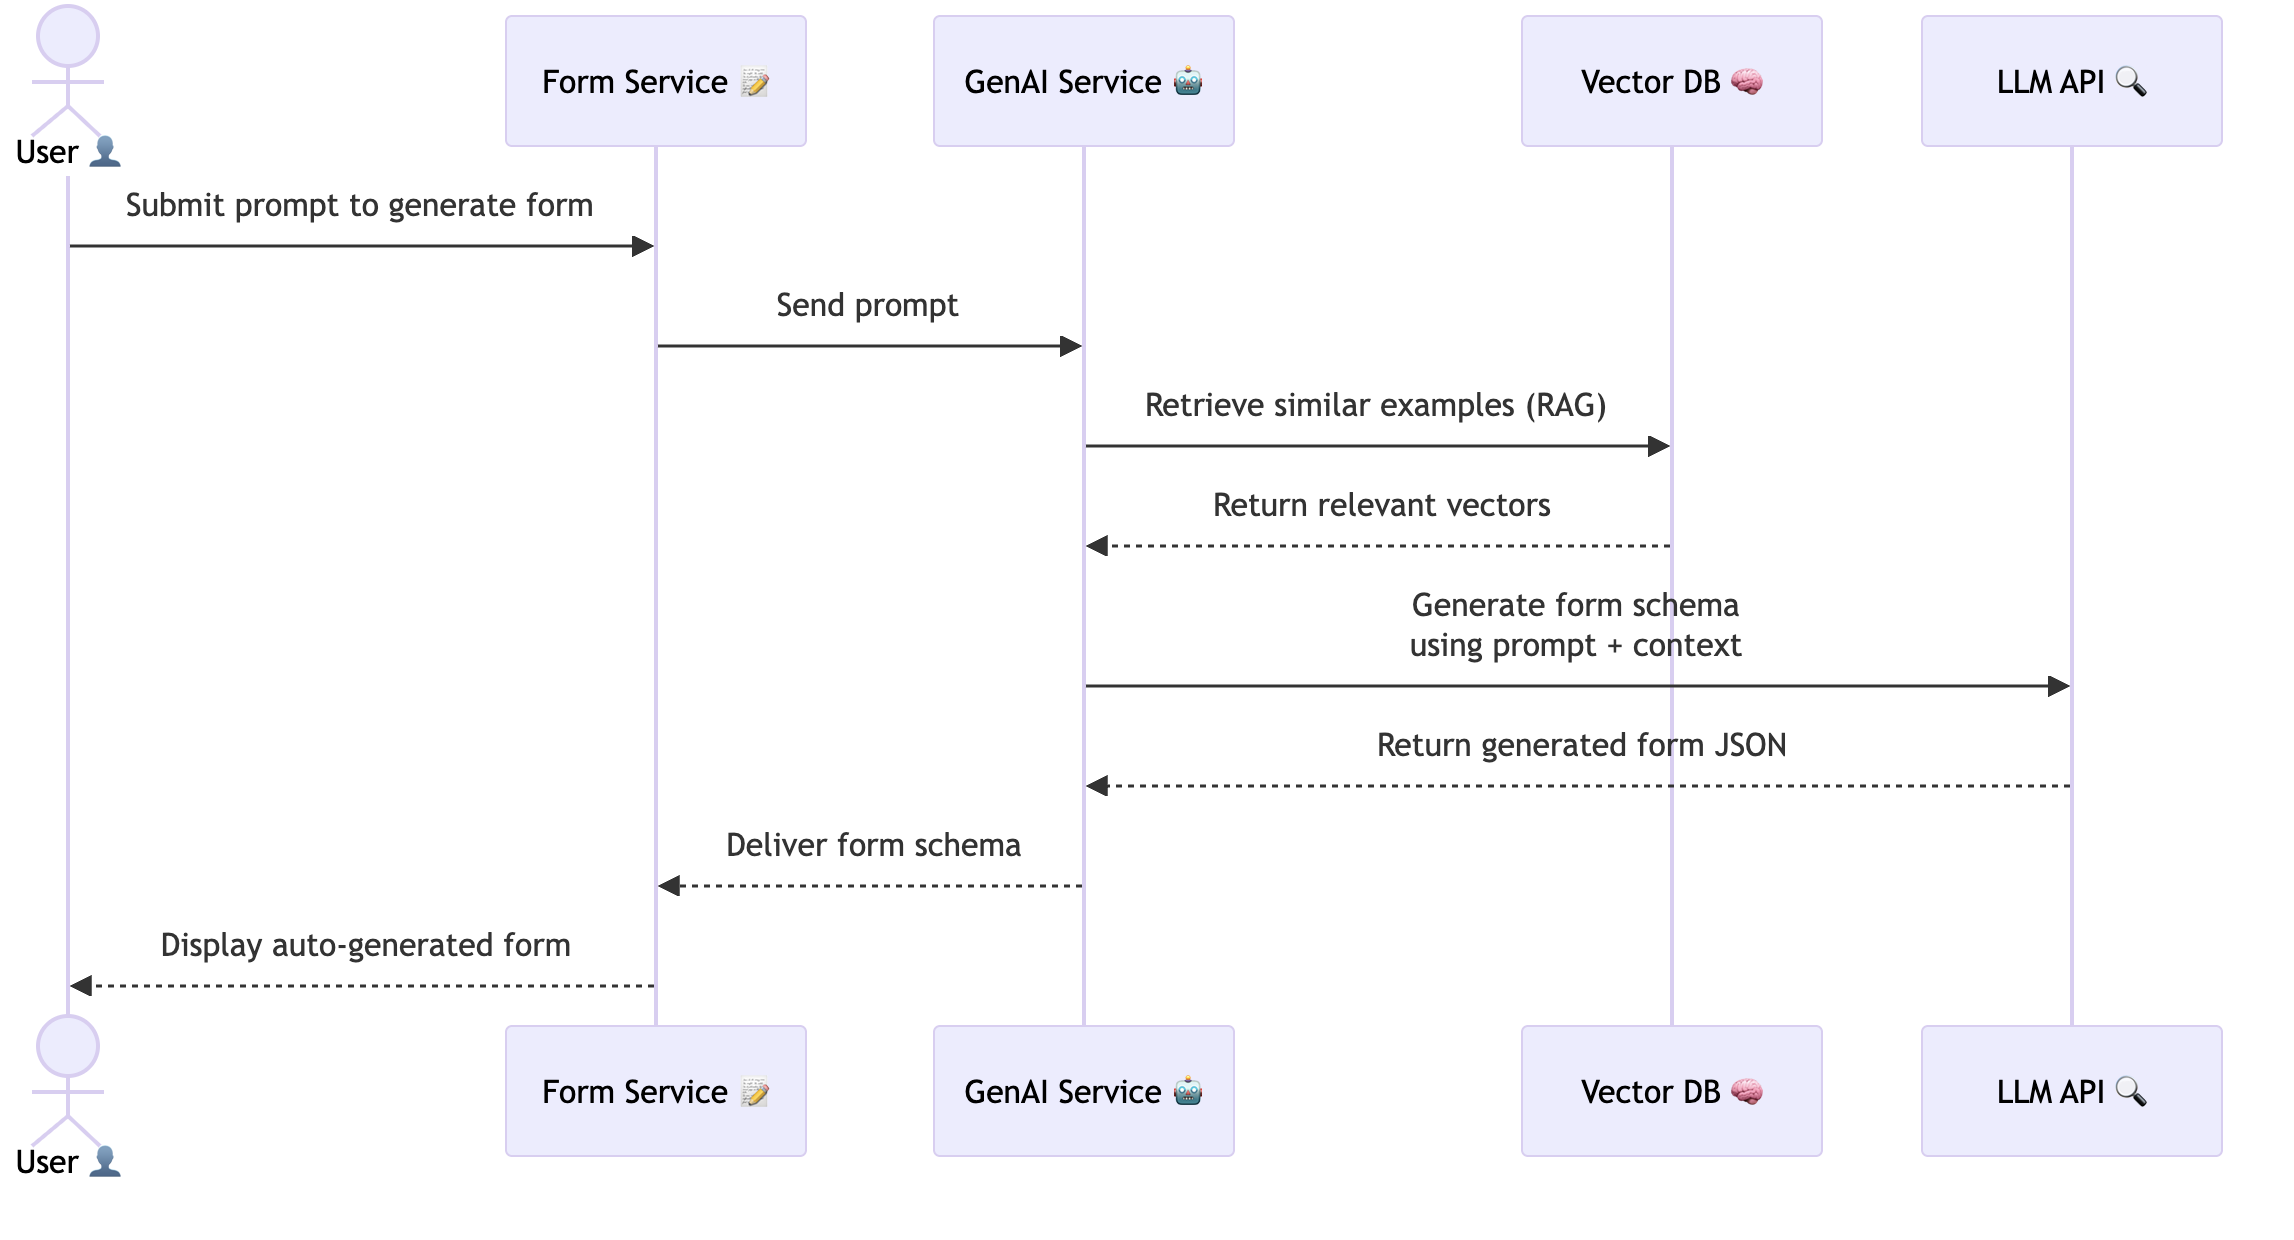 Form Service 📝
GenAI Service 🤖
Vector DB 🧠
LLM API 🔍
User 👤
Submit prompt to generate form
Send prompt
Retrieve similar examples (RAG)
Return relevant vectors
Generate form schema
using prompt + context
Return generated form JSON
Deliver form schema
Display auto-generated form
Form Service 📝
GenAI Service 🤖
Vector DB 🧠
LLM API 🔍
User 👤